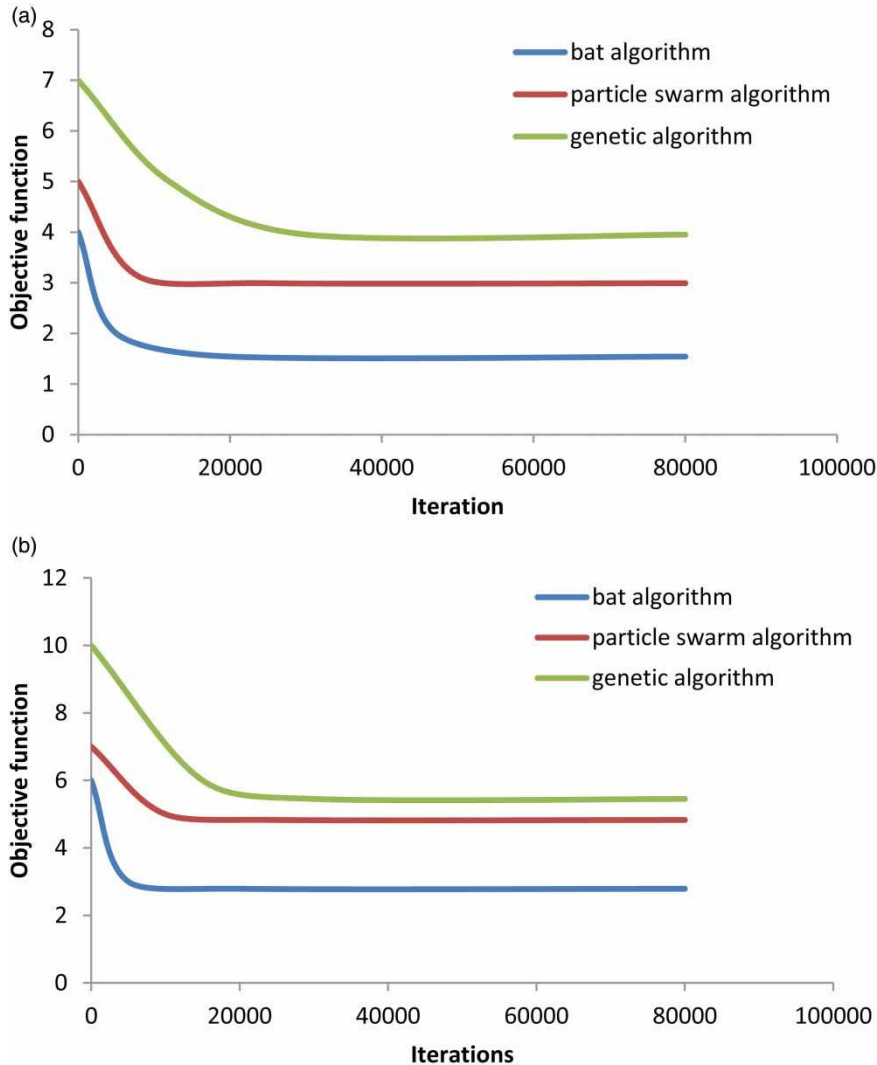 (a)
8
7
6
5
4
3
2
1
0
Objective function
bat algorithm
particle swarm algorithm
genetic algorithm
0 20000 40000 60000 80000 100000
Iteration
(b)
12
10
8
6
4
2
0
Objective function
bat algorithm
particle swarm algorithm
genetic algorithm
0 20000 40000 60000 80000 100000
Iterations